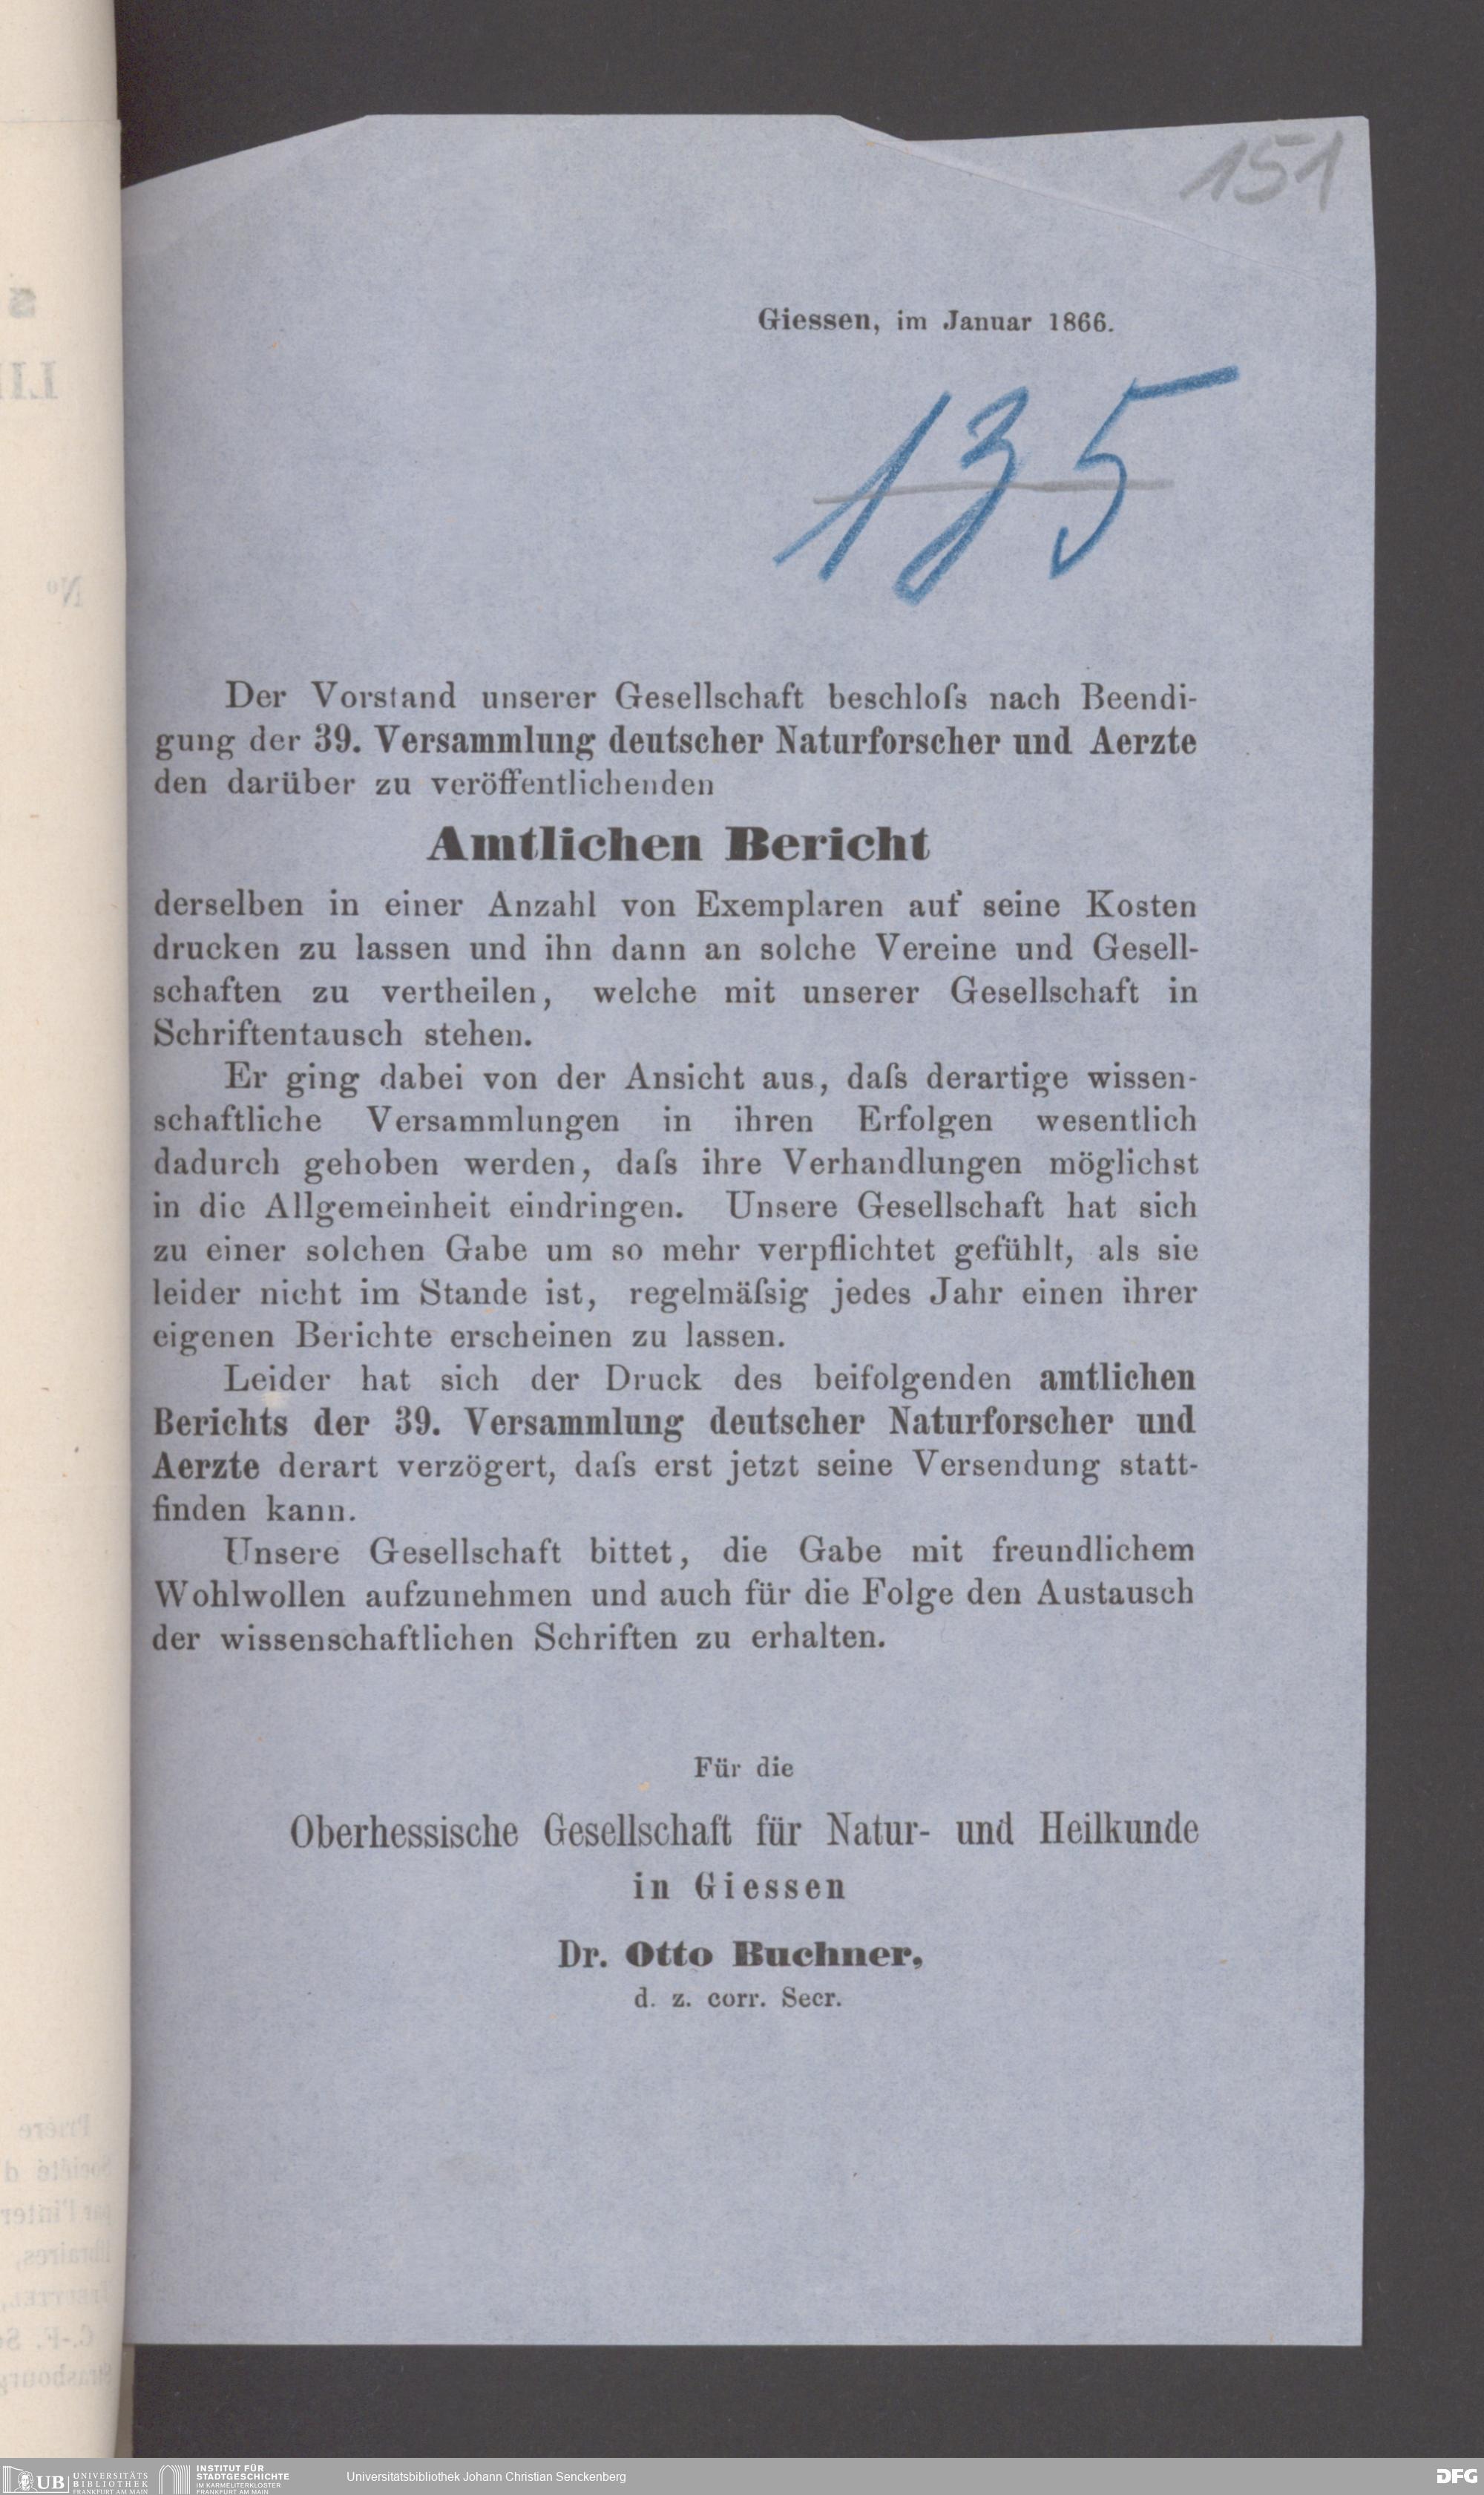 151
Giessen, im Januar 1866.
135
Der Vorstand unserer Gesellschaft beschloſs nach Beendi-
gung der 39. Versammlung deutscher Naturforscher und Aerzte
den darüber zu veröffentlichenden
Amtlichen Bericht
derselben in einer Anzahl von Exemplaren auf seine Kosten
drucken zu lassen und ihn dann an solche Vereine und Gesell-
schaften zu vertheilen, welche mit unserer Gesellschaft in
Schriftentausch stehen.
Er ging dabei von der Ansicht aus, daſs derartige wissen-
schaftliche Versammlungen in ihren Erfolgen wesentlich
dadurch gehoben werden, daſs ihre Verhandlungen möglichst
in die Allgemeinheit eindringen. Unsere Gesellschaft hat sich
zu einer solchen Gabe um so mehr verpflichtet gefühlt, als sie
leider nicht im Stande ist, regelmäſsig jedes Jahr einen ihrer
eigenen Berichte erscheinen zu lassen.
Leider hat sich der Druck des beifolgenden amtlichen
Berichts der 39. Versammlung deutscher Naturforscher und
Aerzte derart verzögert, daſs erst jetzt seine Versendung statt-
finden kann.
Unsere Gesellschaft bittet, die Gabe mit freundlichem
Wohlwollen aufzunehmen und auch für die Folge den Austausch
der wissenschaftlichen Schriften zu erhalten.
Für die
Oberhessische Gesellschaft für Natur- und Heilkunde
in Giessen
Dr. Otto Buchner,
d. z. corr. Secr.
UB UNIVERSITÄTS
BIBLIOTHEK
FRANKFURT AM MAIN
INSTITUT FÜR
STADTGESCHICHTE
IM KARMELITERKLOSTER
FRANKFURT AM MAIN
Universitätsbibliothek Johann Christian Senckenberg
DFG